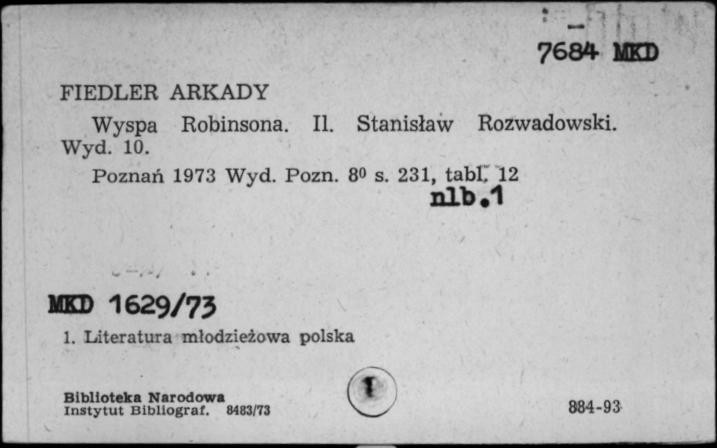 7684 MKD
FIEDLER ARKADY
Wyspa Robinsona. Il. Stanisław Rozwadowski.
Wyd. 10.
Poznań 1973 Wyd. Pozn. 8⁰ s. 231, tabl. 12
nlb.1
MKD 1629/73
1. Literatura młodzieżowa polska
Biblioteka Narodowa
Instytut Bibliograf. 8483/73
884-93